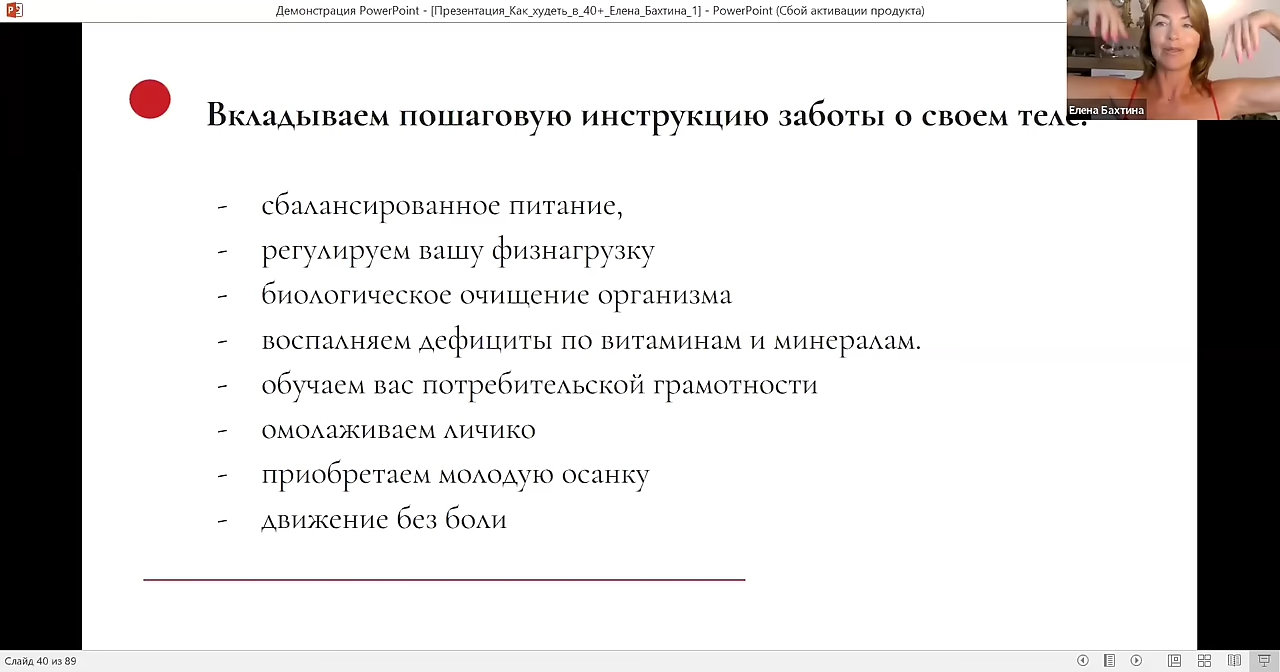 Демонстрация PowerPoint - [Презентация_Как_худеть_в_40+_Елена_Бахтина_1] - PowerPoint (Сбой активации продукта)
Елена Бахтина
Вкладываем пошаговую инструкцию заботы о своем теле.
- сбалансированное питание,
- регулируем вашу физнагрузку
- биологическое очищение организма
- воспалняем дефициты по витаминам и минералам.
- обучаем вас потребительской грамотности
- омолаживаем личико
- приобретаем молодую осанку
- движение без боли
Слайд 40 из 89